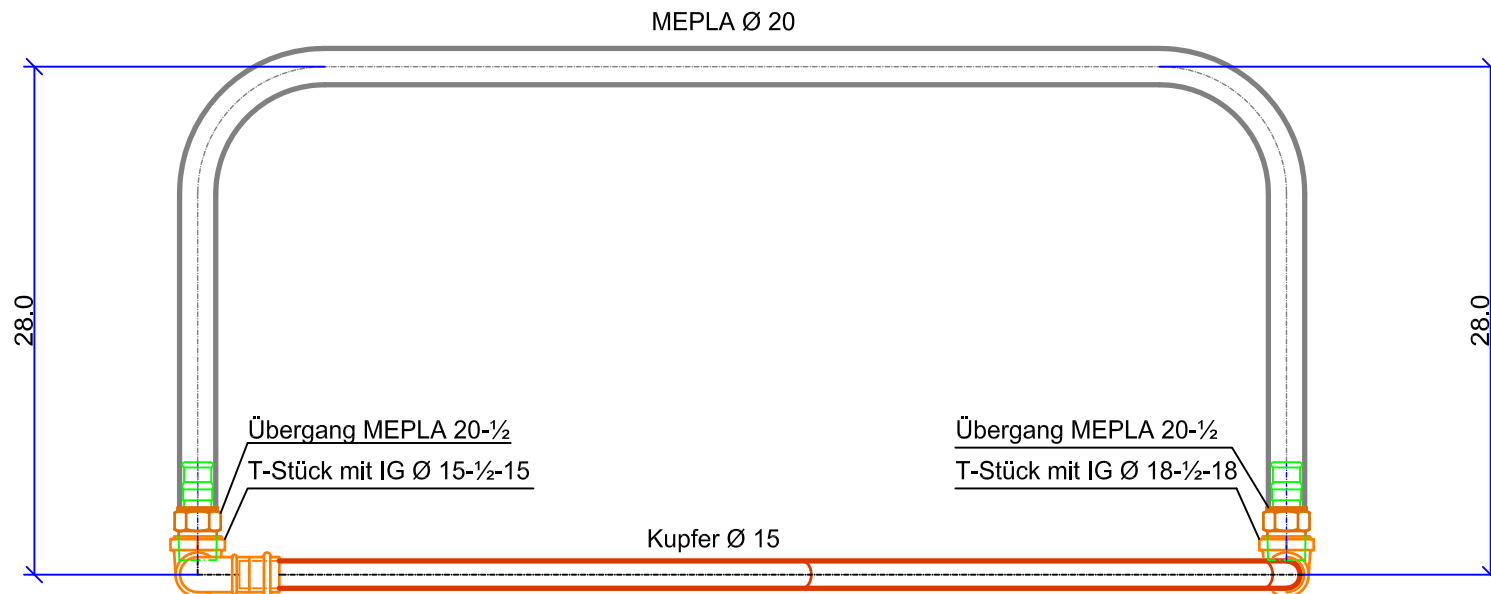 MEPLA Ø 20
28.0
28.0
Übergang MEPLA 20-½
T-Stück mit IG Ø 15-½-15
Übergang MEPLA 20-½
T-Stück mit IG Ø 18-½-18
Kupfer Ø 15